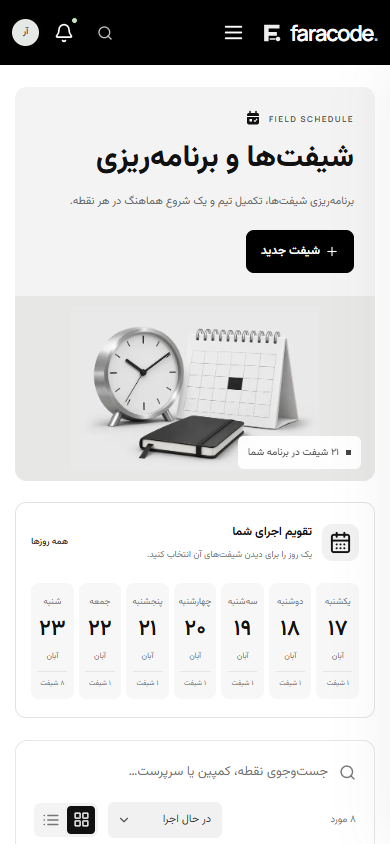 آر
faracode.
FIELD SCHEDULE
شیفت‌ها و برنامه‌ریزی
برنامه‌ریزی شیفت‌ها، تکمیل تیم و یک شروع هماهنگ در هر نقطه.
+ شیفت جدید
۲۱ شیفت در برنامه شما
تقویم اجرای شما
همه روزها
یک روز را برای دیدن شیفت‌های آن انتخاب کنید.
یکشنبه دوشنبه سه‌شنبه چهارشنبه پنجشنبه جمعه شنبه
۱۷ ۱۸ ۱۹ ۲۰ ۲۱ ۲۲ ۲۳
آبان آبان آبان آبان آبان آبان آبان
۱ شیفت ۱ شیفت ۱ شیفت ۱ شیفت ۱ شیفت ۱ شیفت ۸ شیفت
جست‌وجوی نقطه، کمپین یا سرپرست...
۸ مورد
در حال اجرا